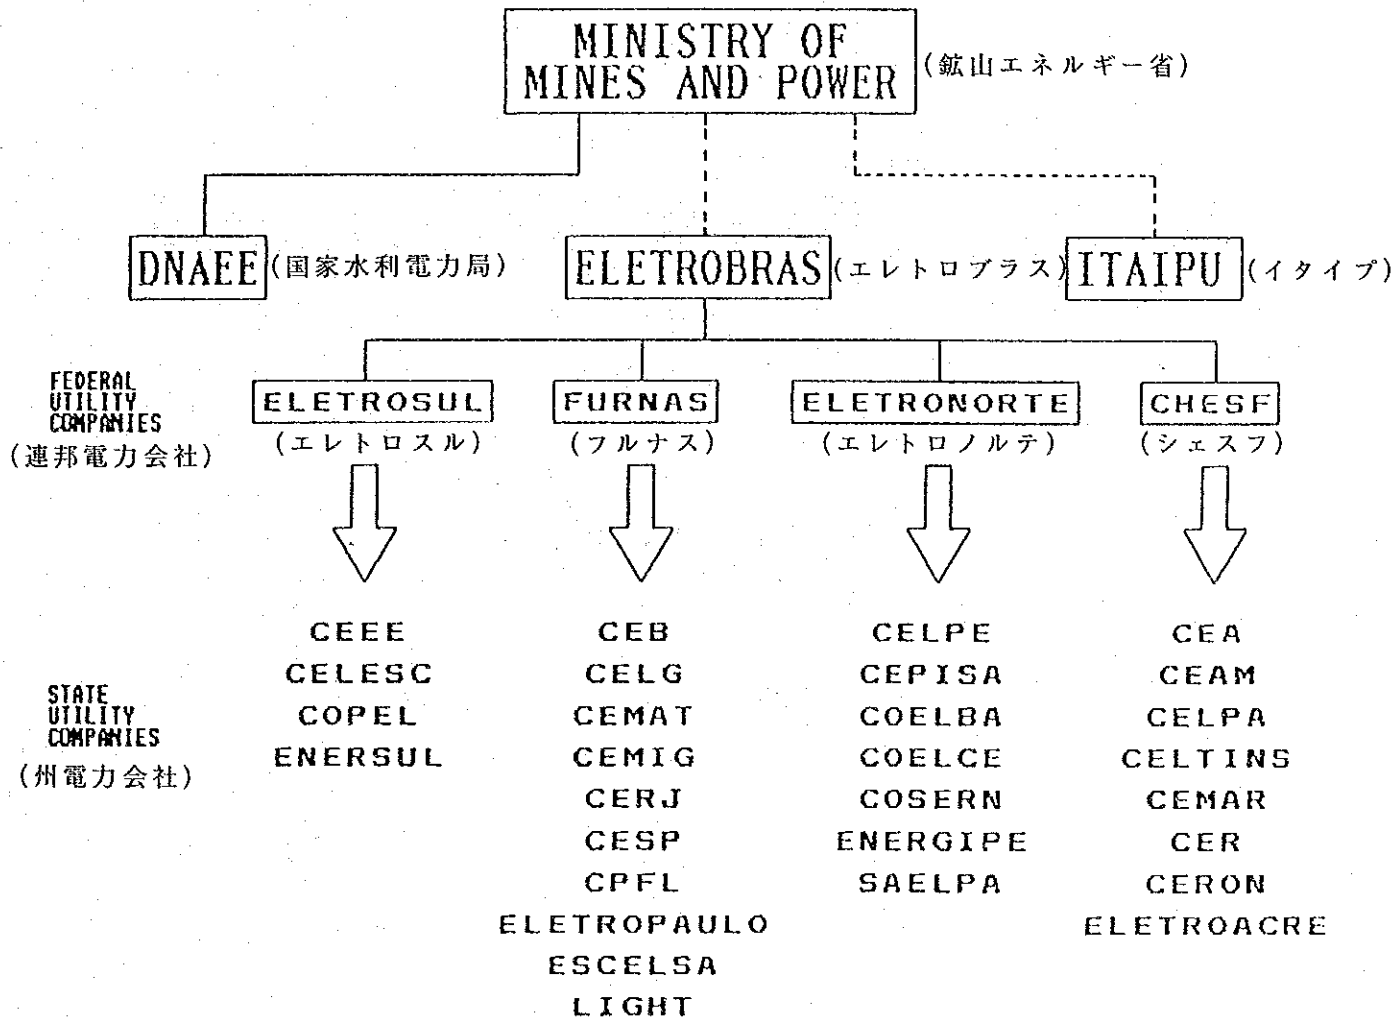 MINISTRY OF
MINES AND POWER
(鉱山エネルギー省)
DNAEE
(国家水利電力局)
ELETROBRAS
(エレトロブラス)
ITAIPU
(イタイプ)
FEDERAL
UTILITY
COMPANIES
(連邦電力会社)
ELETROSUL
(エレトロスル)
FURNAS
(フルナス)
ELETRONORTE
(エレトロノルテ)
CHESF
(シェスフ)
STATE
UTILITY
COMPANIES
(州電力会社)
CEEE
CELESC
COPEL
ENERSUL
CEB
CELG
CEMAT
CEMIG
CERJ
CESP
CPFL
ELETROPAULO
ESCELSA
LIGHT
CELPE
CEPISA
COELBA
COELCE
COSERN
ENERGIPE
SAELPA
CEA
CEAM
CELPA
CELTINS
CEMAR
CER
CERON
ELETROACRE